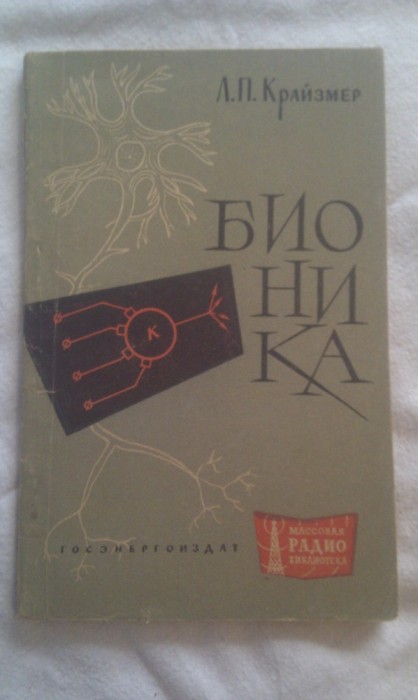 Л.П. Крайзмер
БИО
НИ
КА
К
ГОСЭНЕРГОИЗДАТ
МАССОВАЯ
РАДИО
БИБЛИОТЕКА